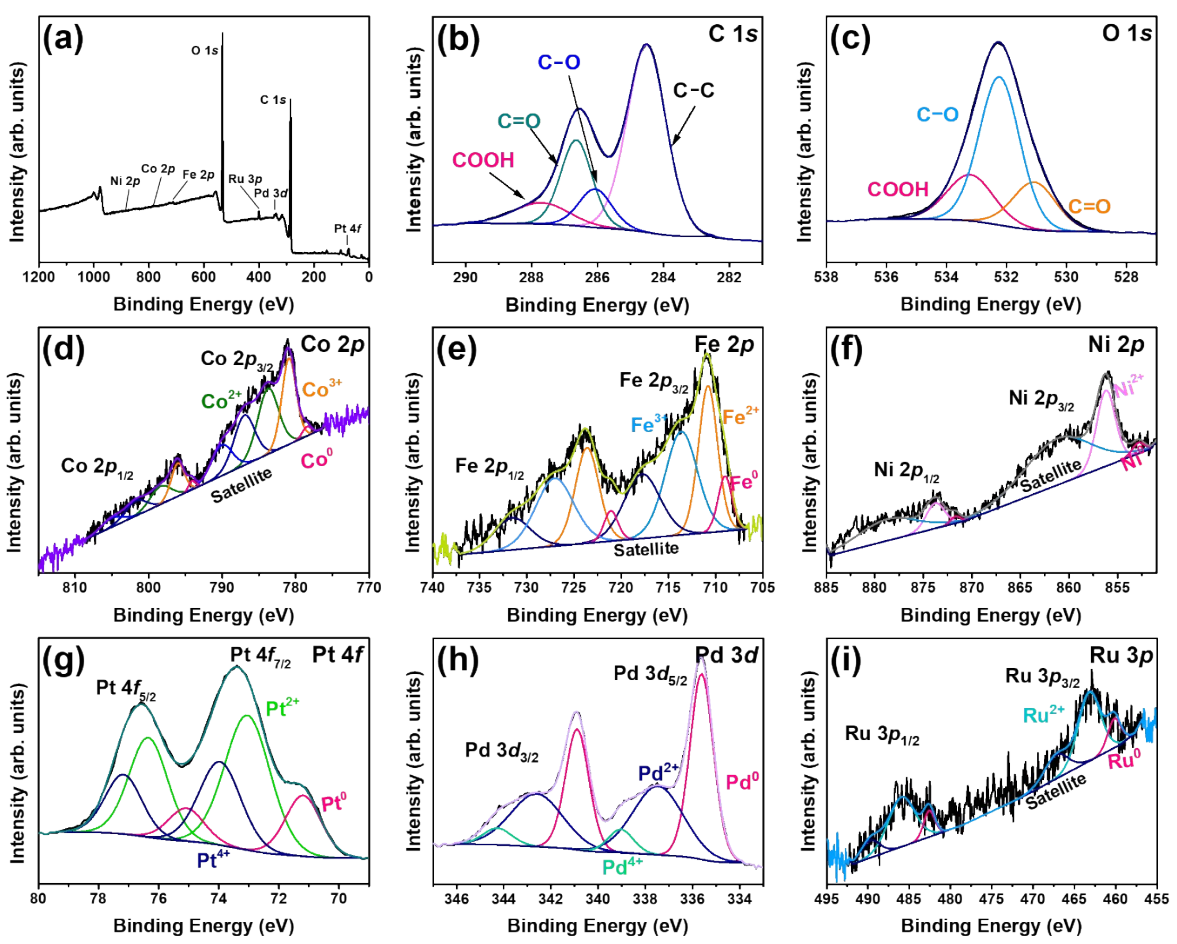 (a)
O 1s
C 1s
Ni 2p
Co 2p
Fe 2p
Ru 3p
Pd 3d
Pt 4f
Intensity (arb. units)
1200 1000 800 600 400 200 0
Binding Energy (eV)
(b)
C 1s
C−O
C−C
C=O
COOH
Intensity (arb. units)
290 288 286 284 282
Binding Energy (eV)
(c)
O 1s
C−O
COOH
C=O
Intensity (arb. units)
538 536 534 532 530 528
Binding Energy (eV)
(d)
Co 2p
Co 2p3/2
Co2+
Co3+
Co 2p1/2
Co0
Satellite
Intensity (arb. units)
810 800 790 780 770
Binding Energy (eV)
(e)
Fe 2p
Fe 2p3/2
Fe3+
Fe2+
Fe 2p1/2
Fe0
Satellite
Intensity (arb. units)
740 735 730 725 720 715 710 705
Binding Energy (eV)
(f)
Ni 2p
Ni2+
Ni 2p3/2
Ni 2p1/2
Satellite
Ni0
Intensity (arb. units)
885 880 875 870 865 860 855
Binding Energy (eV)
(g)
Pt 4f
Pt 4f7/2
Pt 4f5/2
Pt2+
Pt0
Pt4+
Intensity (arb. units)
80 78 76 74 72 70
Binding Energy (eV)
(h)
Pd 3d
Pd 3d5/2
Pd 3d3/2
Pd2+
Pd0
Pd4+
Intensity (arb. units)
346 344 342 340 338 336 334
Binding Energy (eV)
(i)
Ru 3p
Ru 3p3/2
Ru2+
Ru 3p1/2
Ru0
Satellite
Intensity (arb. units)
495 490 485 480 475 470 465 460 455
Binding Energy (eV)